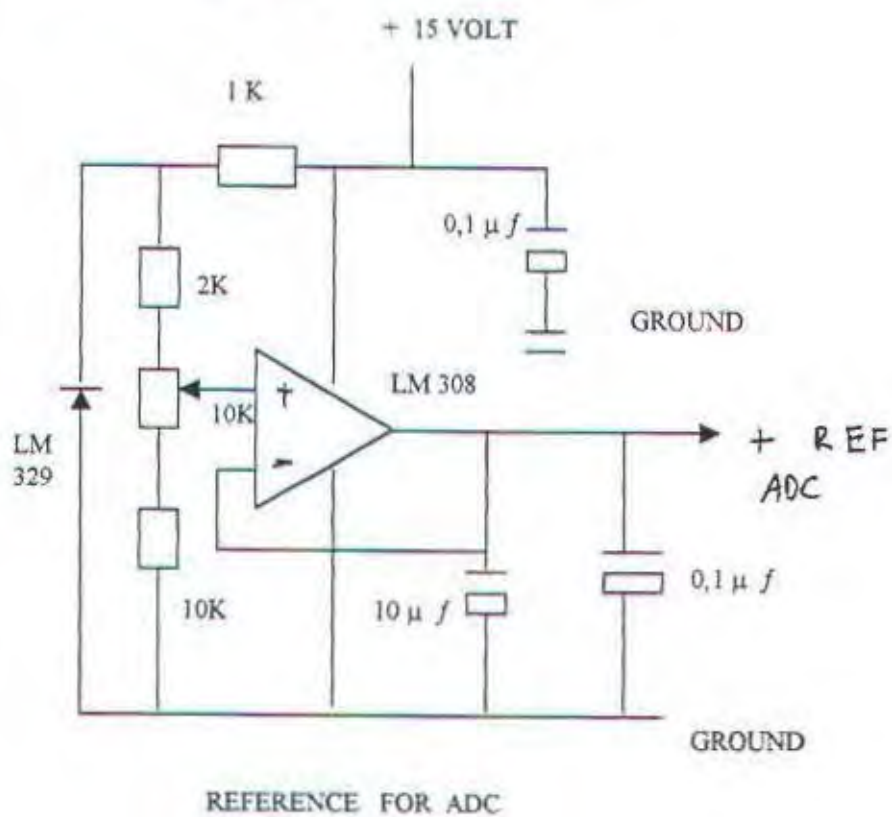 + 15 VOLT
1 K
0,1 µ f
2K
GROUND
LM 308
+
10K
-
LM
329
+ REF
ADC
10K
10 µ f
0,1 µ f
GROUND
REFERENCE FOR ADC